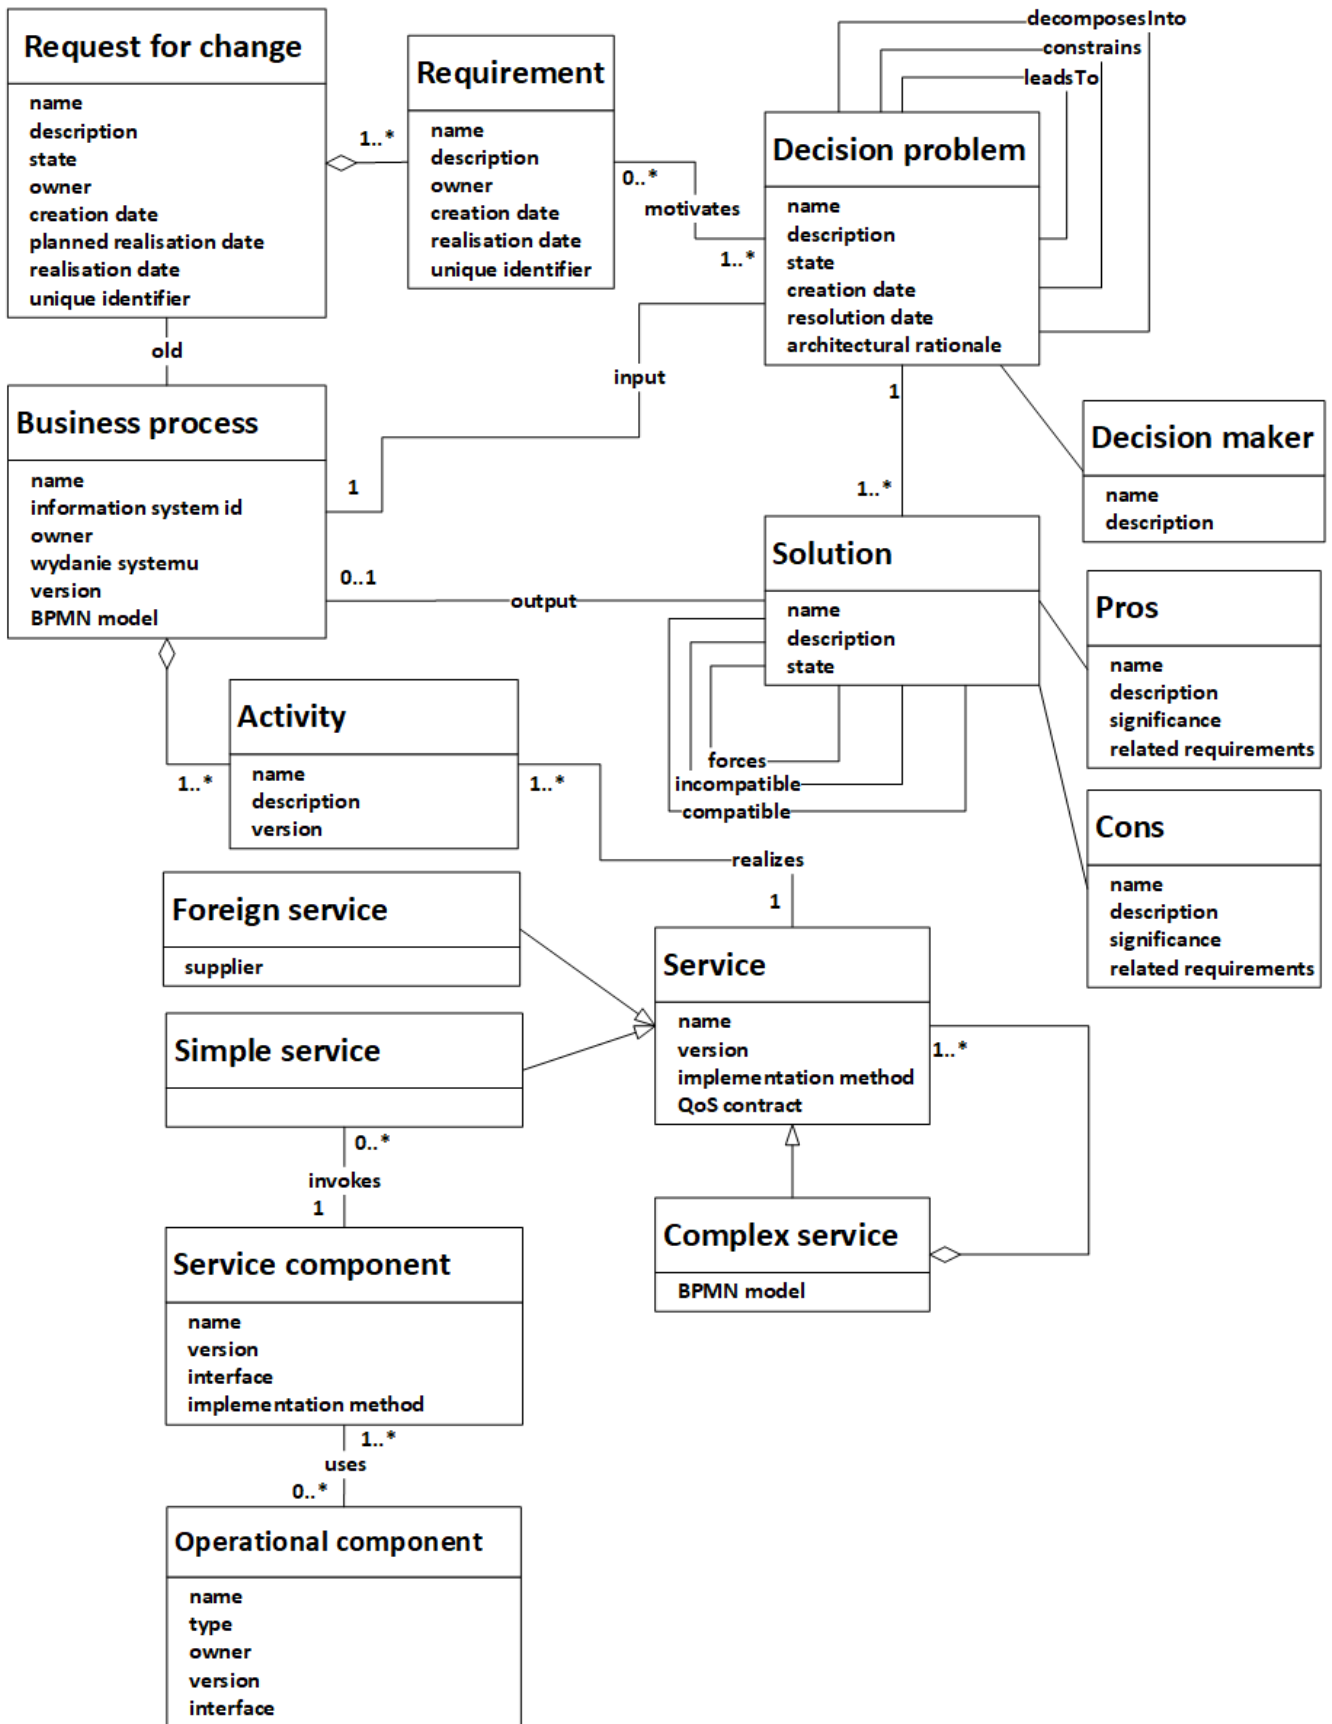 Request for change
name
description
state
owner
creation date
planned realisation date
realisation date
unique identifier
1..*
Requirement
name
description
owner
creation date
realisation date
unique identifier
0..*
motivates
1..*
decomposesInto
constrains
leadsTo
Decision problem
name
description
state
creation date
resolution date
architectural rationale
old
input
1
1
1..*
Business process
name
information system id
owner
wydanie systemu
version
BPMN model
0..1
output
Decision maker
name
description
Solution
name
description
state
forces
incompatible
compatible
Pros
name
description
significance
related requirements
Cons
name
description
significance
related requirements
1..*
Activity
name
description
version
1..*
realizes
1
Foreign service
supplier
Simple service
Service
name
version
implementation method
QoS contract
1..*
0..*
invokes
1
Complex service
BPMN model
Service component
name
version
interface
implementation method
1..*
uses
0..*
Operational component
name
type
owner
version
interface